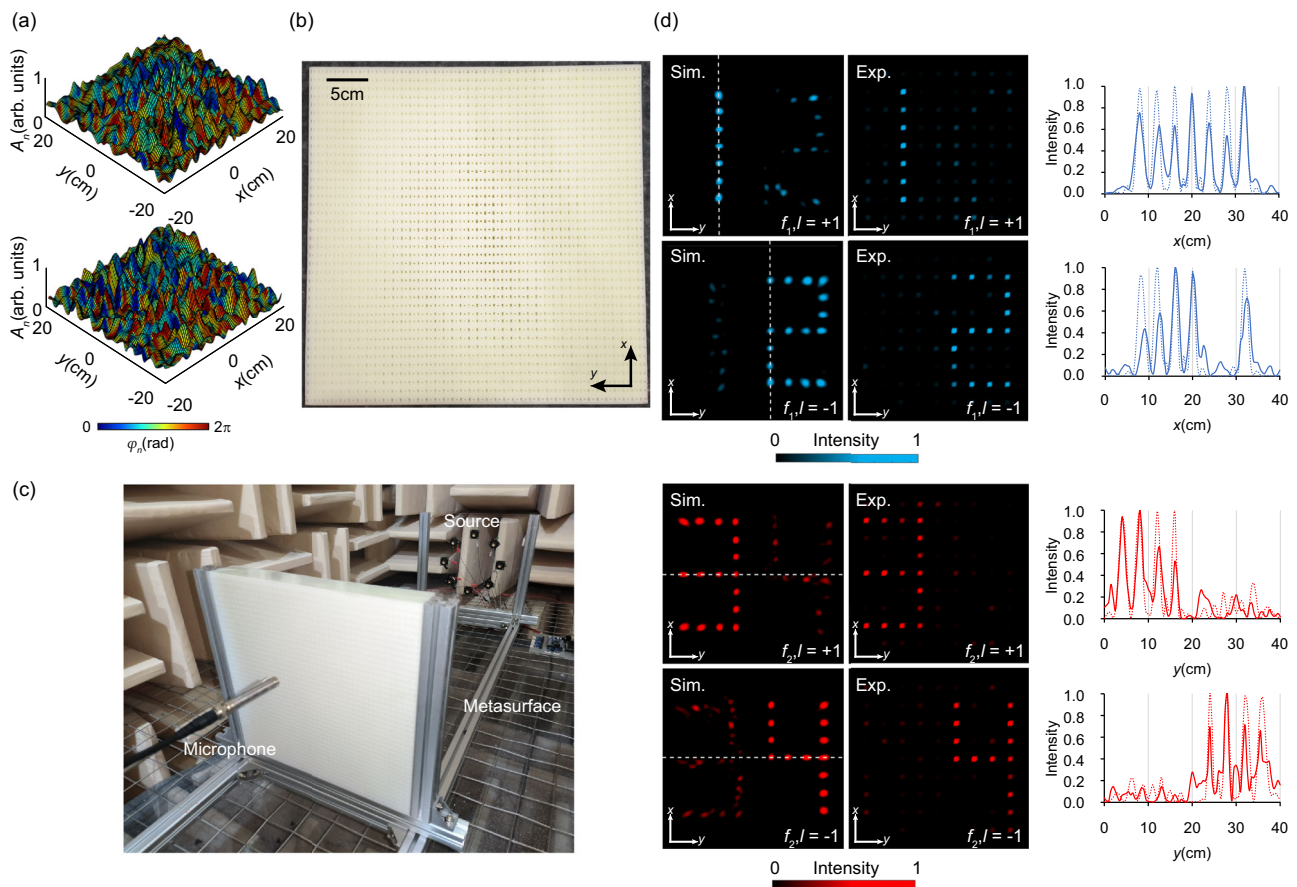 (a)
A_n(arb. units)
1
0
20
y(cm)
0
-20
-20
0
x(cm)
20
A_n(arb. units)
1
0
20
y(cm)
0
-20
-20
0
x(cm)
20
0
2π
φ_n(rad)
(b)
5cm
x
y
(c)
Source
Metasurface
Microphone
(d)
Sim.
x
y
f_1,l = +1
Exp.
x
y
f_1,l = +1
Intensity
1.0
0.8
0.6
0.4
0.2
0.0
0 10 20 30 40
x(cm)
Sim.
x
y
f_1,l = -1
Exp.
x
y
f_1,l = -1
Intensity
1.0
0.8
0.6
0.4
0.2
0.0
0 10 20 30 40
x(cm)
0 Intensity 1
Sim.
x
y
f_2,l = +1
Exp.
x
y
f_2,l = +1
Intensity
1.0
0.8
0.6
0.4
0.2
0.0
0 10 20 30 40
y(cm)
Sim.
x
y
f_2,l = -1
Exp.
x
y
f_2,l = -1
Intensity
1.0
0.8
0.6
0.4
0.2
0.0
0 10 20 30 40
y(cm)
0 Intensity 1